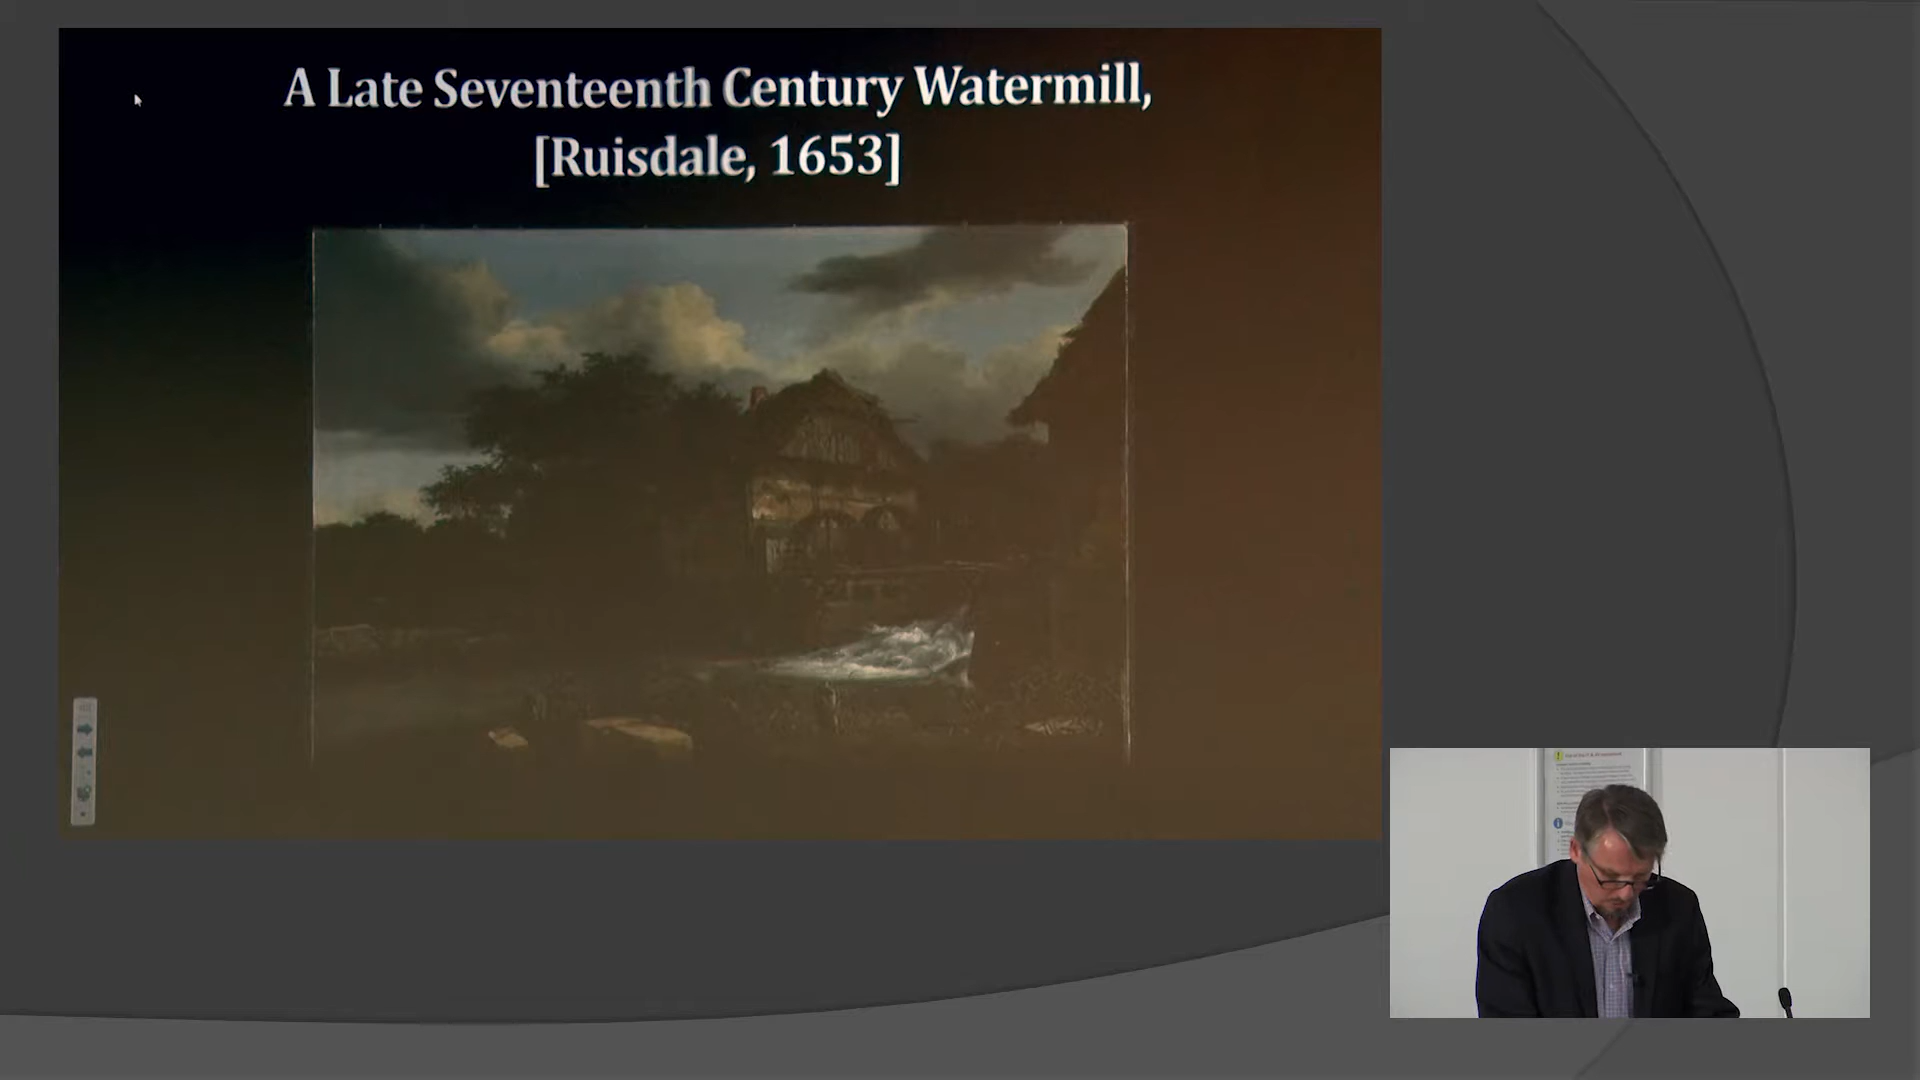 A Late Seventeenth Century Watermill,
[Ruisdale, 1653]